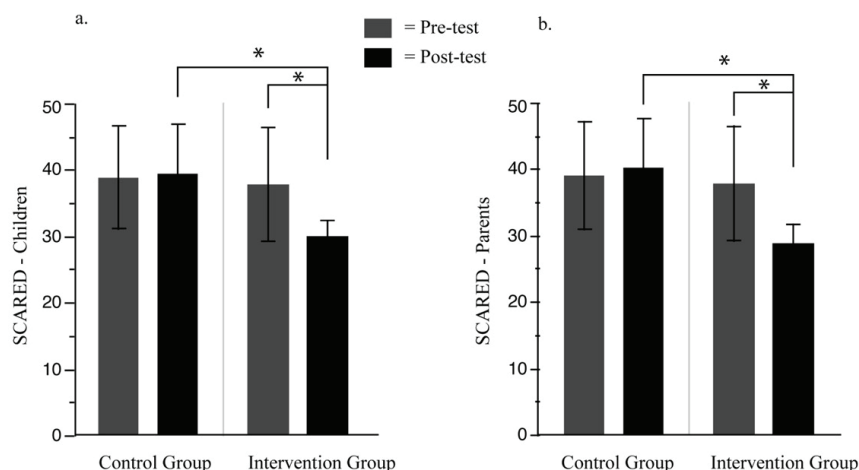 a.
= Pre-test
= Post-test
b.
*
*
*
*
SCARED - Children
50
40
30
20
10
0
Control Group
Intervention Group
SCARED - Parents
50
40
30
20
10
0
Control Group
Intervention Group